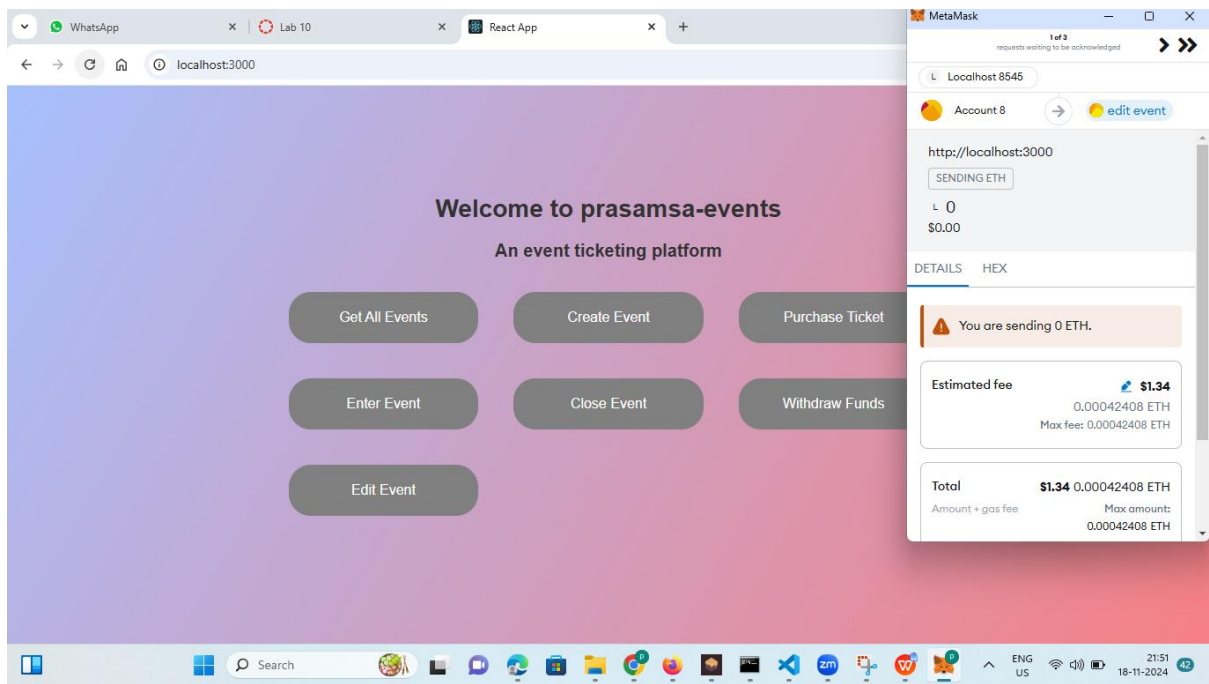 WhatsApp
Lab 10
React App
localhost:3000
Welcome to prasamsa-events
An event ticketing platform
Get All Events
Create Event
Purchase Ticket
Enter Event
Close Event
Withdraw Funds
Edit Event
MetaMask
1 of 3
requests waiting to be acknowledged
L Localhost 8545
Account 8
edit event
http://localhost:3000
SENDING ETH
L 0
$0.00
DETAILS HEX
You are sending 0 ETH.
Estimated fee $1.34
0.00042408 ETH
Max fee: 0.00042408 ETH
Total $1.34 0.00042408 ETH
Amount + gas fee Max amount:
0.00042408 ETH
Search
zm
ENG
US
21:51
18-11-2024
42